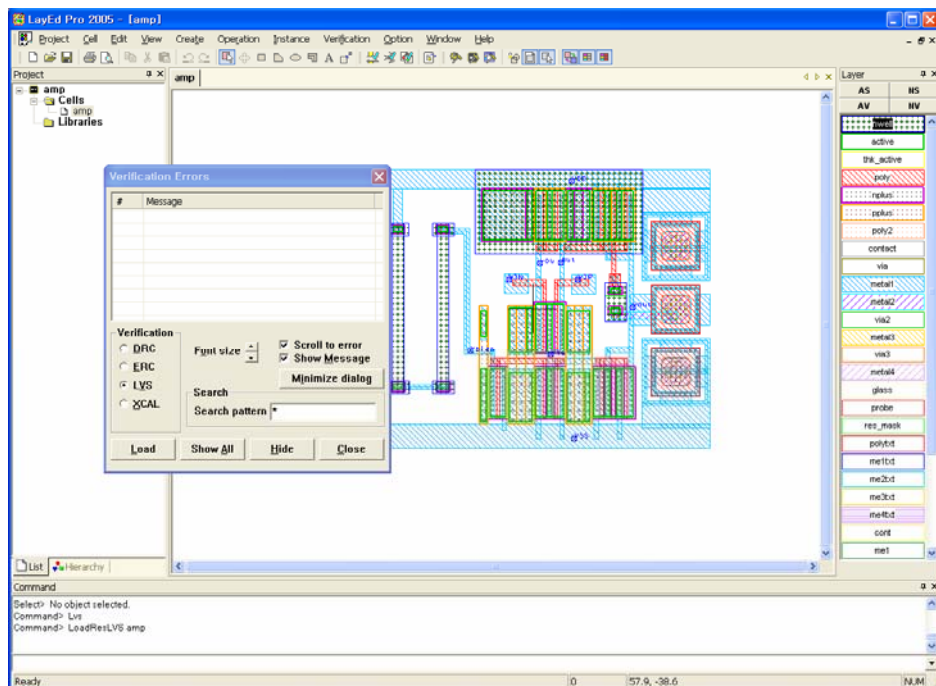 LayEd Pro 2005 - [amp]
Project Cell Edit View Create Operation Instance Verification Option Window Help
Project
amp
Layer
amp
Cells
amp
Libraries
AS NS
AV NV
nwell
active
thk_active
poly
nplus
pplus
poly2
contact
via
metal1
metal2
via2
metal3
via3
metal4
glass
probe
res_mask
polytxt
me1txt
me2txt
me3txt
me4txt
cont
me1
Verification Errors
# Message
Verification
DRC
ERC
LVS
XCAL
Font size
Scroll to error
Show Message
Minimize dialog
Search
Search pattern *
Load Show All Hide Close
List Hierarchy
Command
Select> No object selected.
Command> Lvs
Command> LoadResLVS amp
Ready 0 57.9, -38.6 NUM